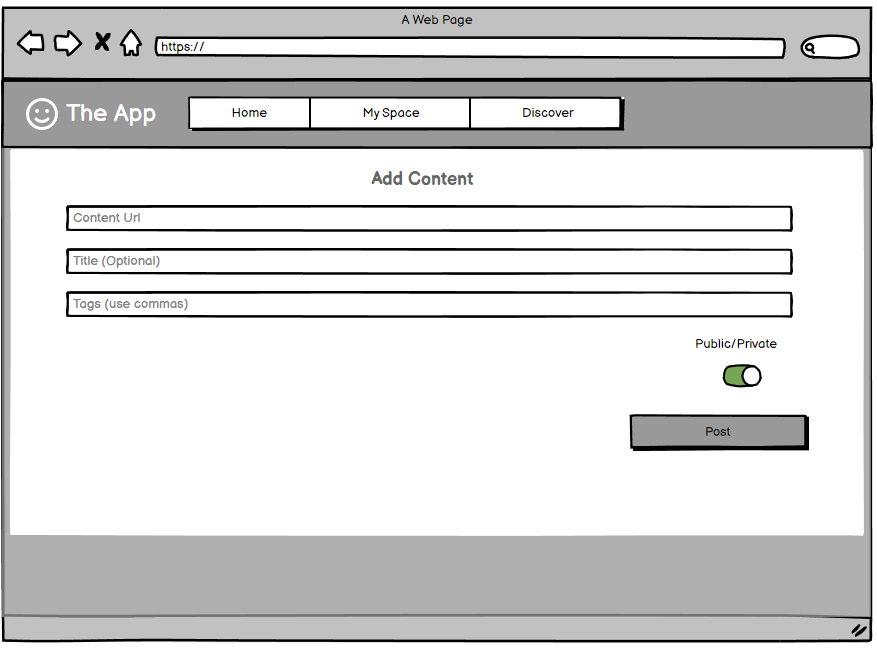 A Web Page
https://
The App
Home
My Space
Discover
Add Content
Content Url
Title (Optional)
Tags (use commas)
Public/Private
Post